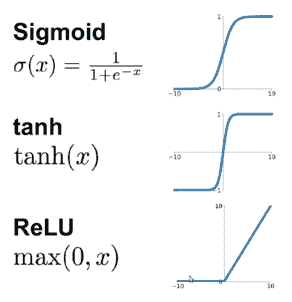 Sigmoid
σ(x) = 1/(1+e^{-x})
1
-10 0 10
tanh
tanh(x)
1
-10 10
-1
ReLU
max(0, x)
10
-10 0 10